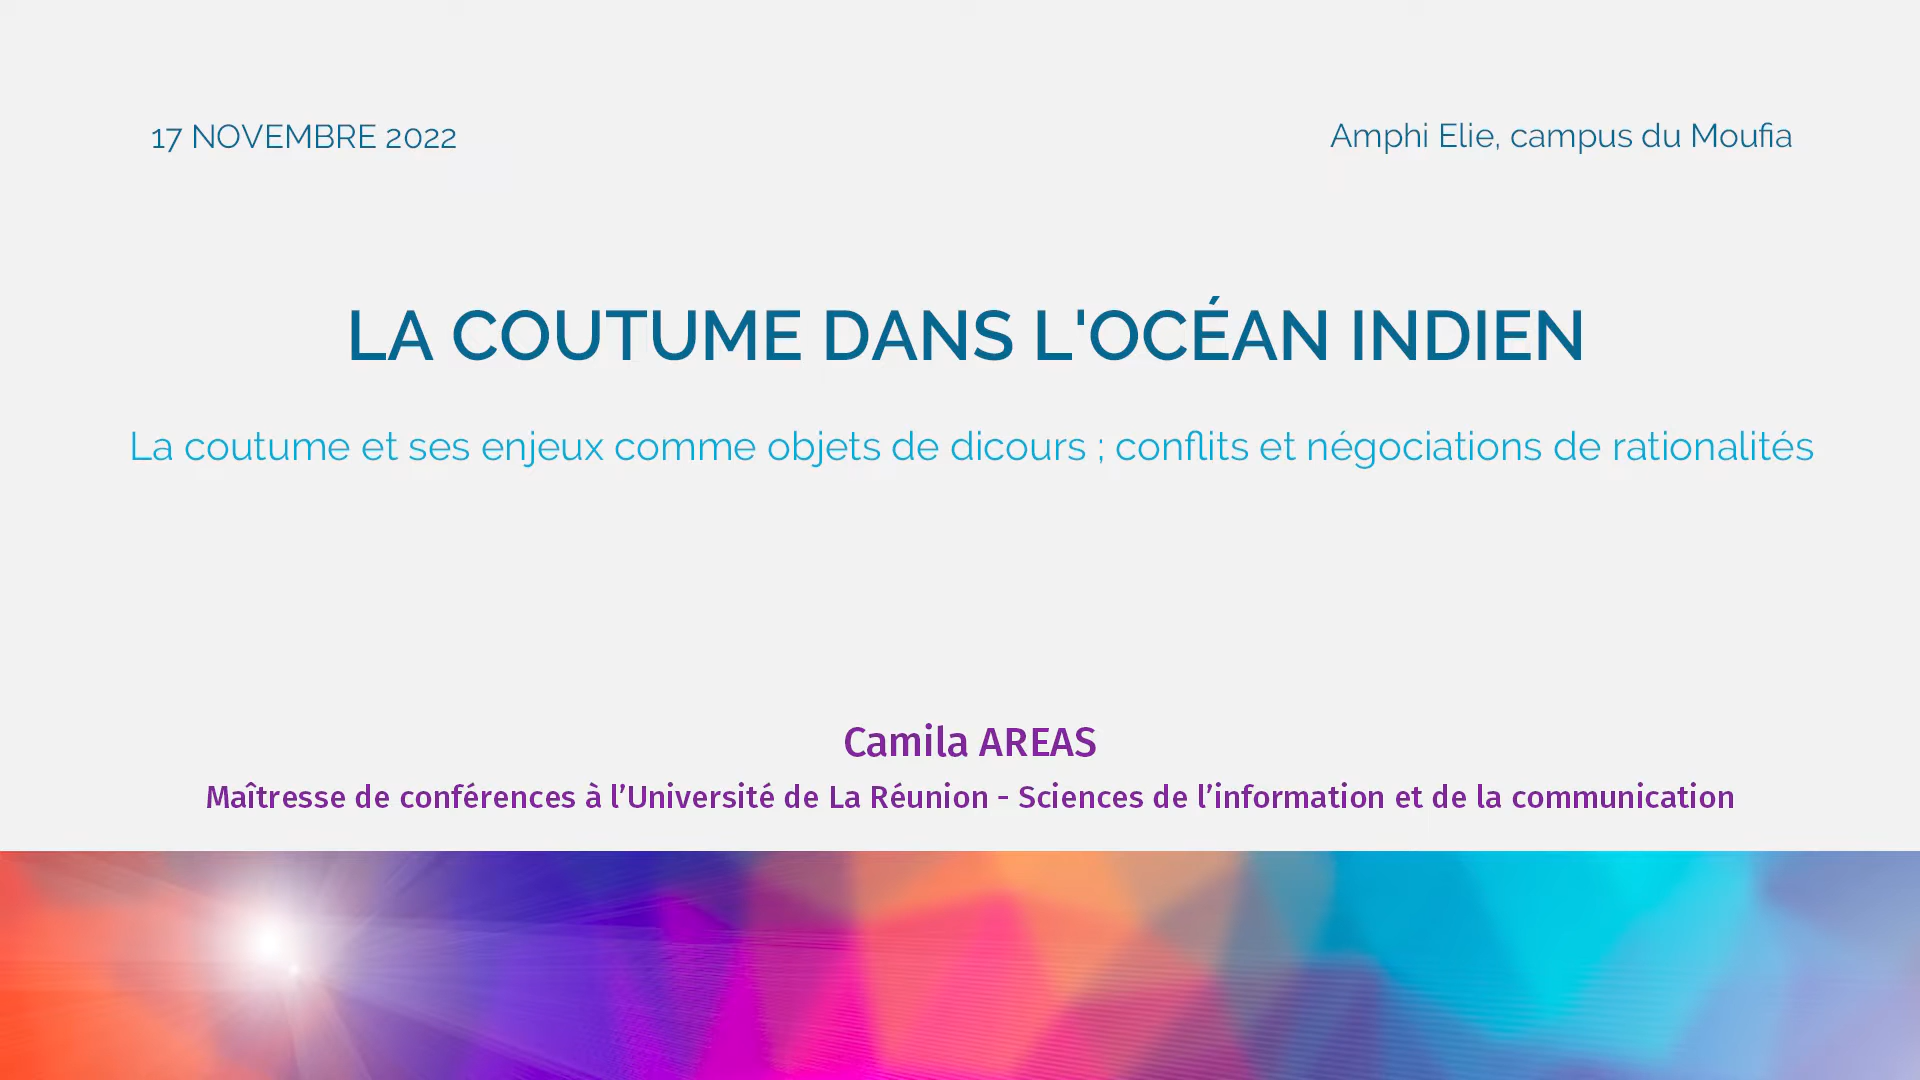 17 NOVEMBRE 2022
Amphi Elie, campus du Moufia
LA COUTUME DANS L'OCÉAN INDIEN
La coutume et ses enjeux comme objets de dicours ; conflits et négociations de rationalités
Camila AREAS
Maîtresse de conférences à l’Université de La Réunion - Sciences de l’information et de la communication